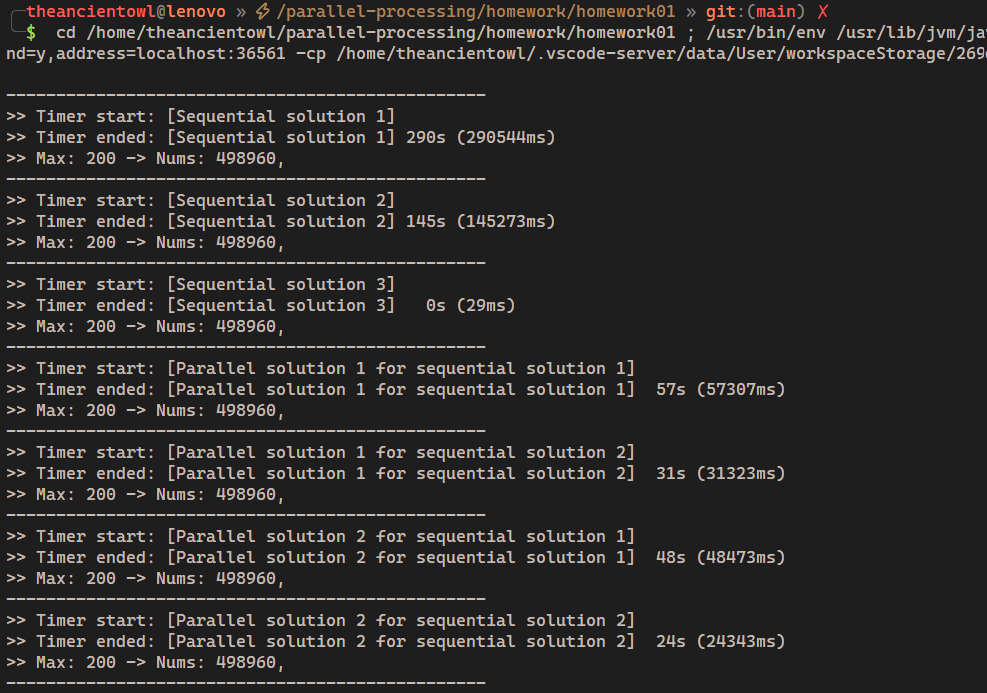 theancientowl@lenovo » ⚡ /parallel-processing/homework/homework01 » git:(main) ✗
$ cd /home/theancientowl/parallel-processing/homework/homework01 ; /usr/bin/env /usr/lib/jvm/ja
nd=y,address=localhost:36561 -cp /home/theancientowl/.vscode-server/data/User/workspaceStorage/269
------------------------------------------------
>> Timer start: [Sequential solution 1]
>> Timer ended: [Sequential solution 1] 290s (290544ms)
>> Max: 200 -> Nums: 498960,
------------------------------------------------
>> Timer start: [Sequential solution 2]
>> Timer ended: [Sequential solution 2] 145s (145273ms)
>> Max: 200 -> Nums: 498960,
------------------------------------------------
>> Timer start: [Sequential solution 3]
>> Timer ended: [Sequential solution 3]   0s (29ms)
>> Max: 200 -> Nums: 498960,
------------------------------------------------
>> Timer start: [Parallel solution 1 for sequential solution 1]
>> Timer ended: [Parallel solution 1 for sequential solution 1]  57s (57307ms)
>> Max: 200 -> Nums: 498960,
------------------------------------------------
>> Timer start: [Parallel solution 1 for sequential solution 2]
>> Timer ended: [Parallel solution 1 for sequential solution 2]  31s (31323ms)
>> Max: 200 -> Nums: 498960,
------------------------------------------------
>> Timer start: [Parallel solution 2 for sequential solution 1]
>> Timer ended: [Parallel solution 2 for sequential solution 1]  48s (48473ms)
>> Max: 200 -> Nums: 498960,
------------------------------------------------
>> Timer start: [Parallel solution 2 for sequential solution 2]
>> Timer ended: [Parallel solution 2 for sequential solution 2]  24s (24343ms)
>> Max: 200 -> Nums: 498960,
------------------------------------------------